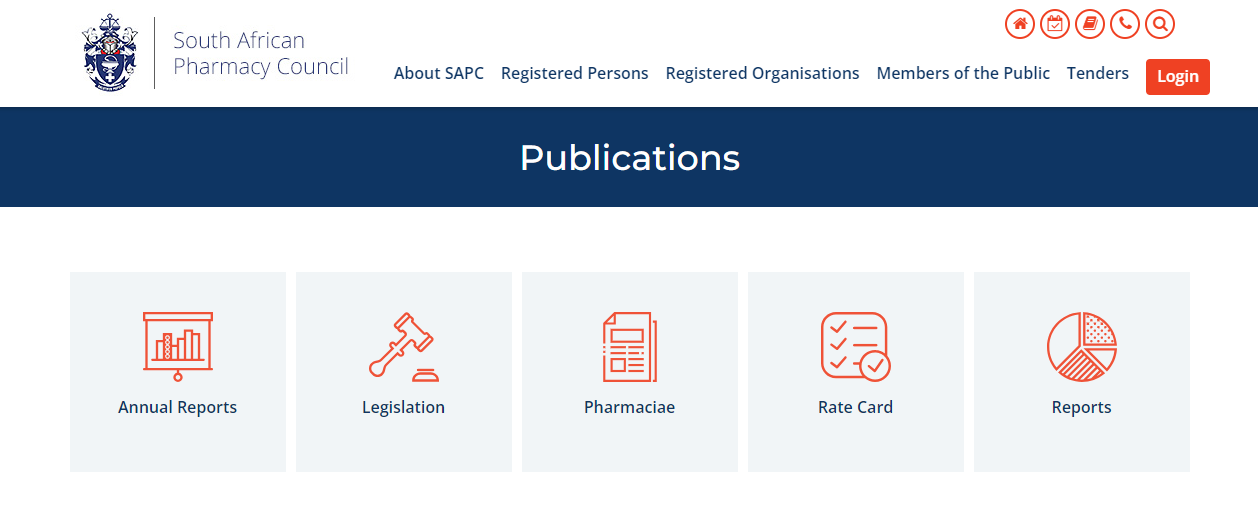 South African
Pharmacy Council
About SAPC Registered Persons Registered Organisations Members of the Public Tenders Login
Publications
Annual Reports Legislation Pharmaciae Rate Card Reports